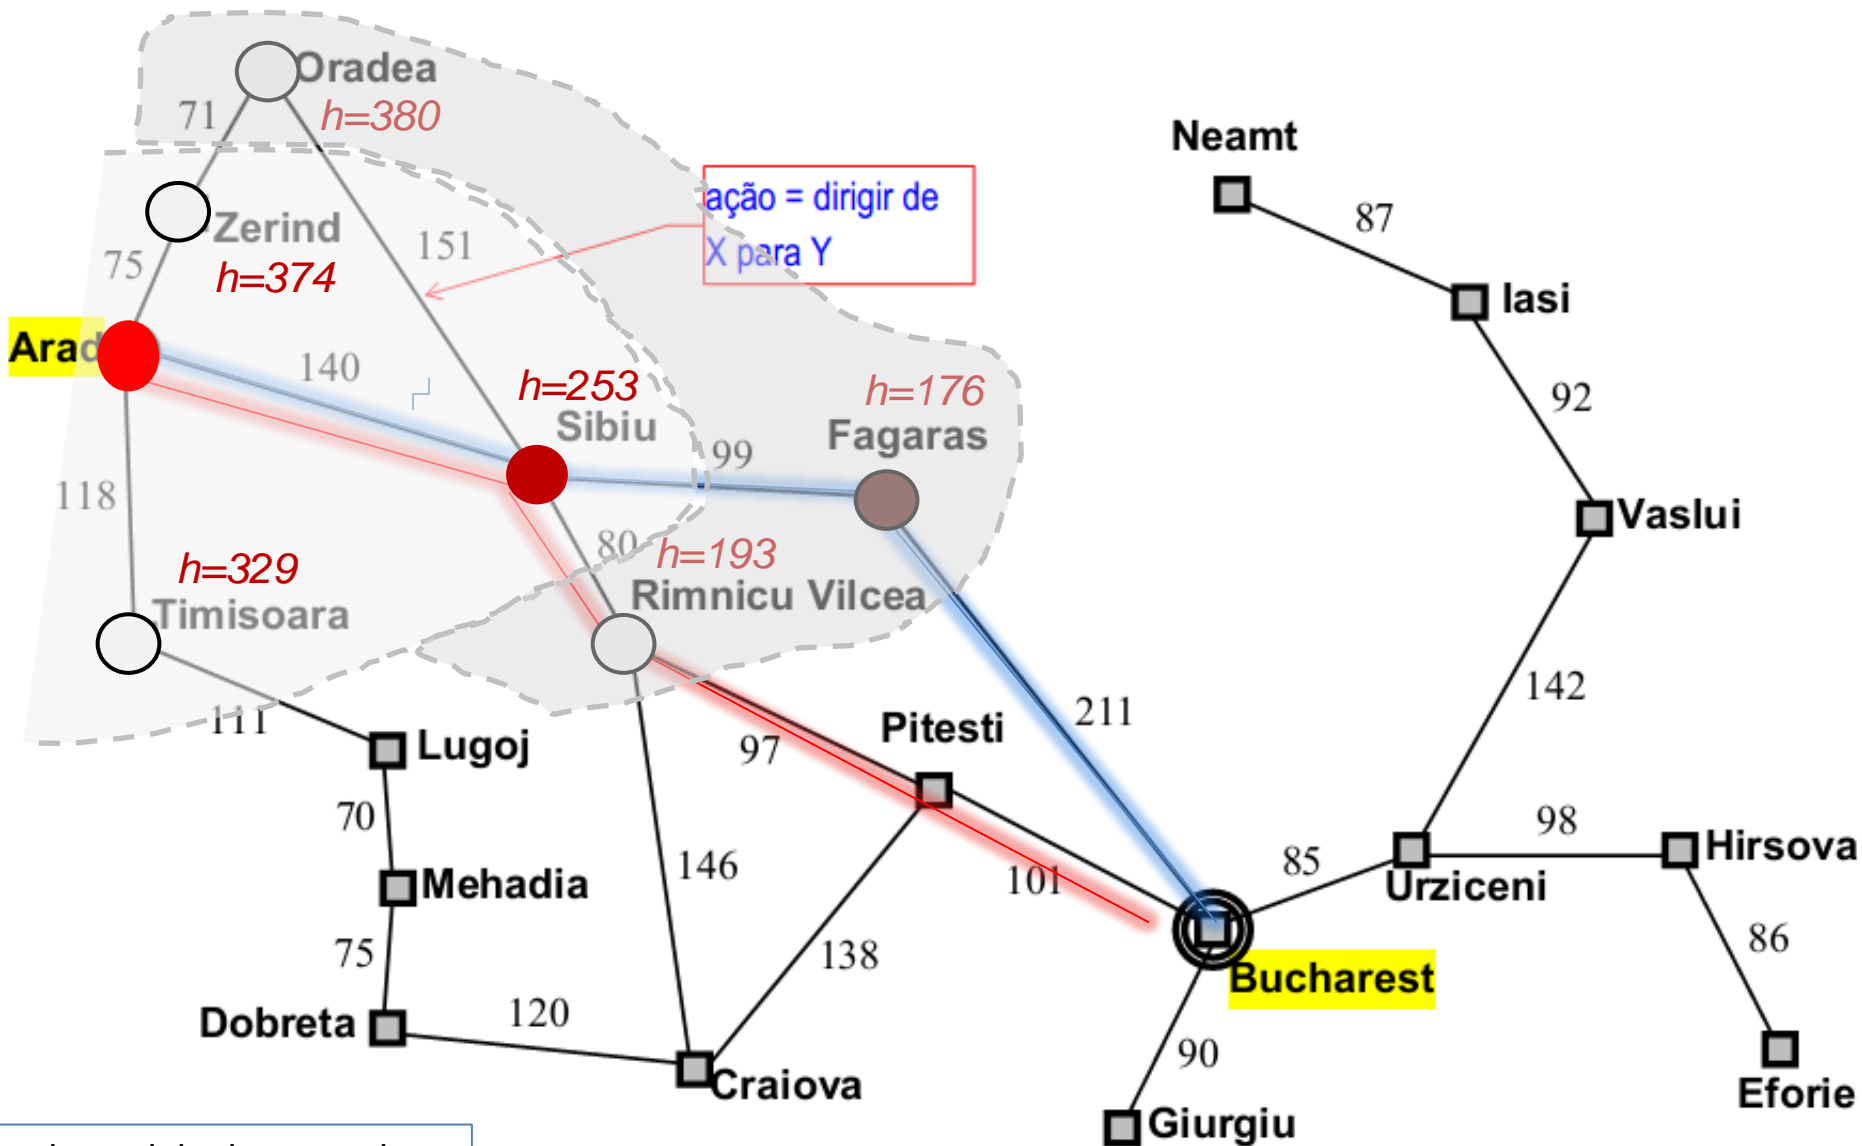 Oradea
h=380
71
Neamt
ação = dirigir de
X para Y
87
Zerind
h=374
151
75
Iasi
Arad
140
h=253
Sibiu
h=176
Fagaras
92
99
118
80
h=193
Rimnicu Vilcea
Vaslui
h=329
Timisoara
111
Lugoj
97
Pitesti
211
142
70
Mehadia
146
101
85
98
Hirsova
Urziceni
75
138
Bucharest
86
Dobreta
120
Craiova
90
Giurgiu
Eforie